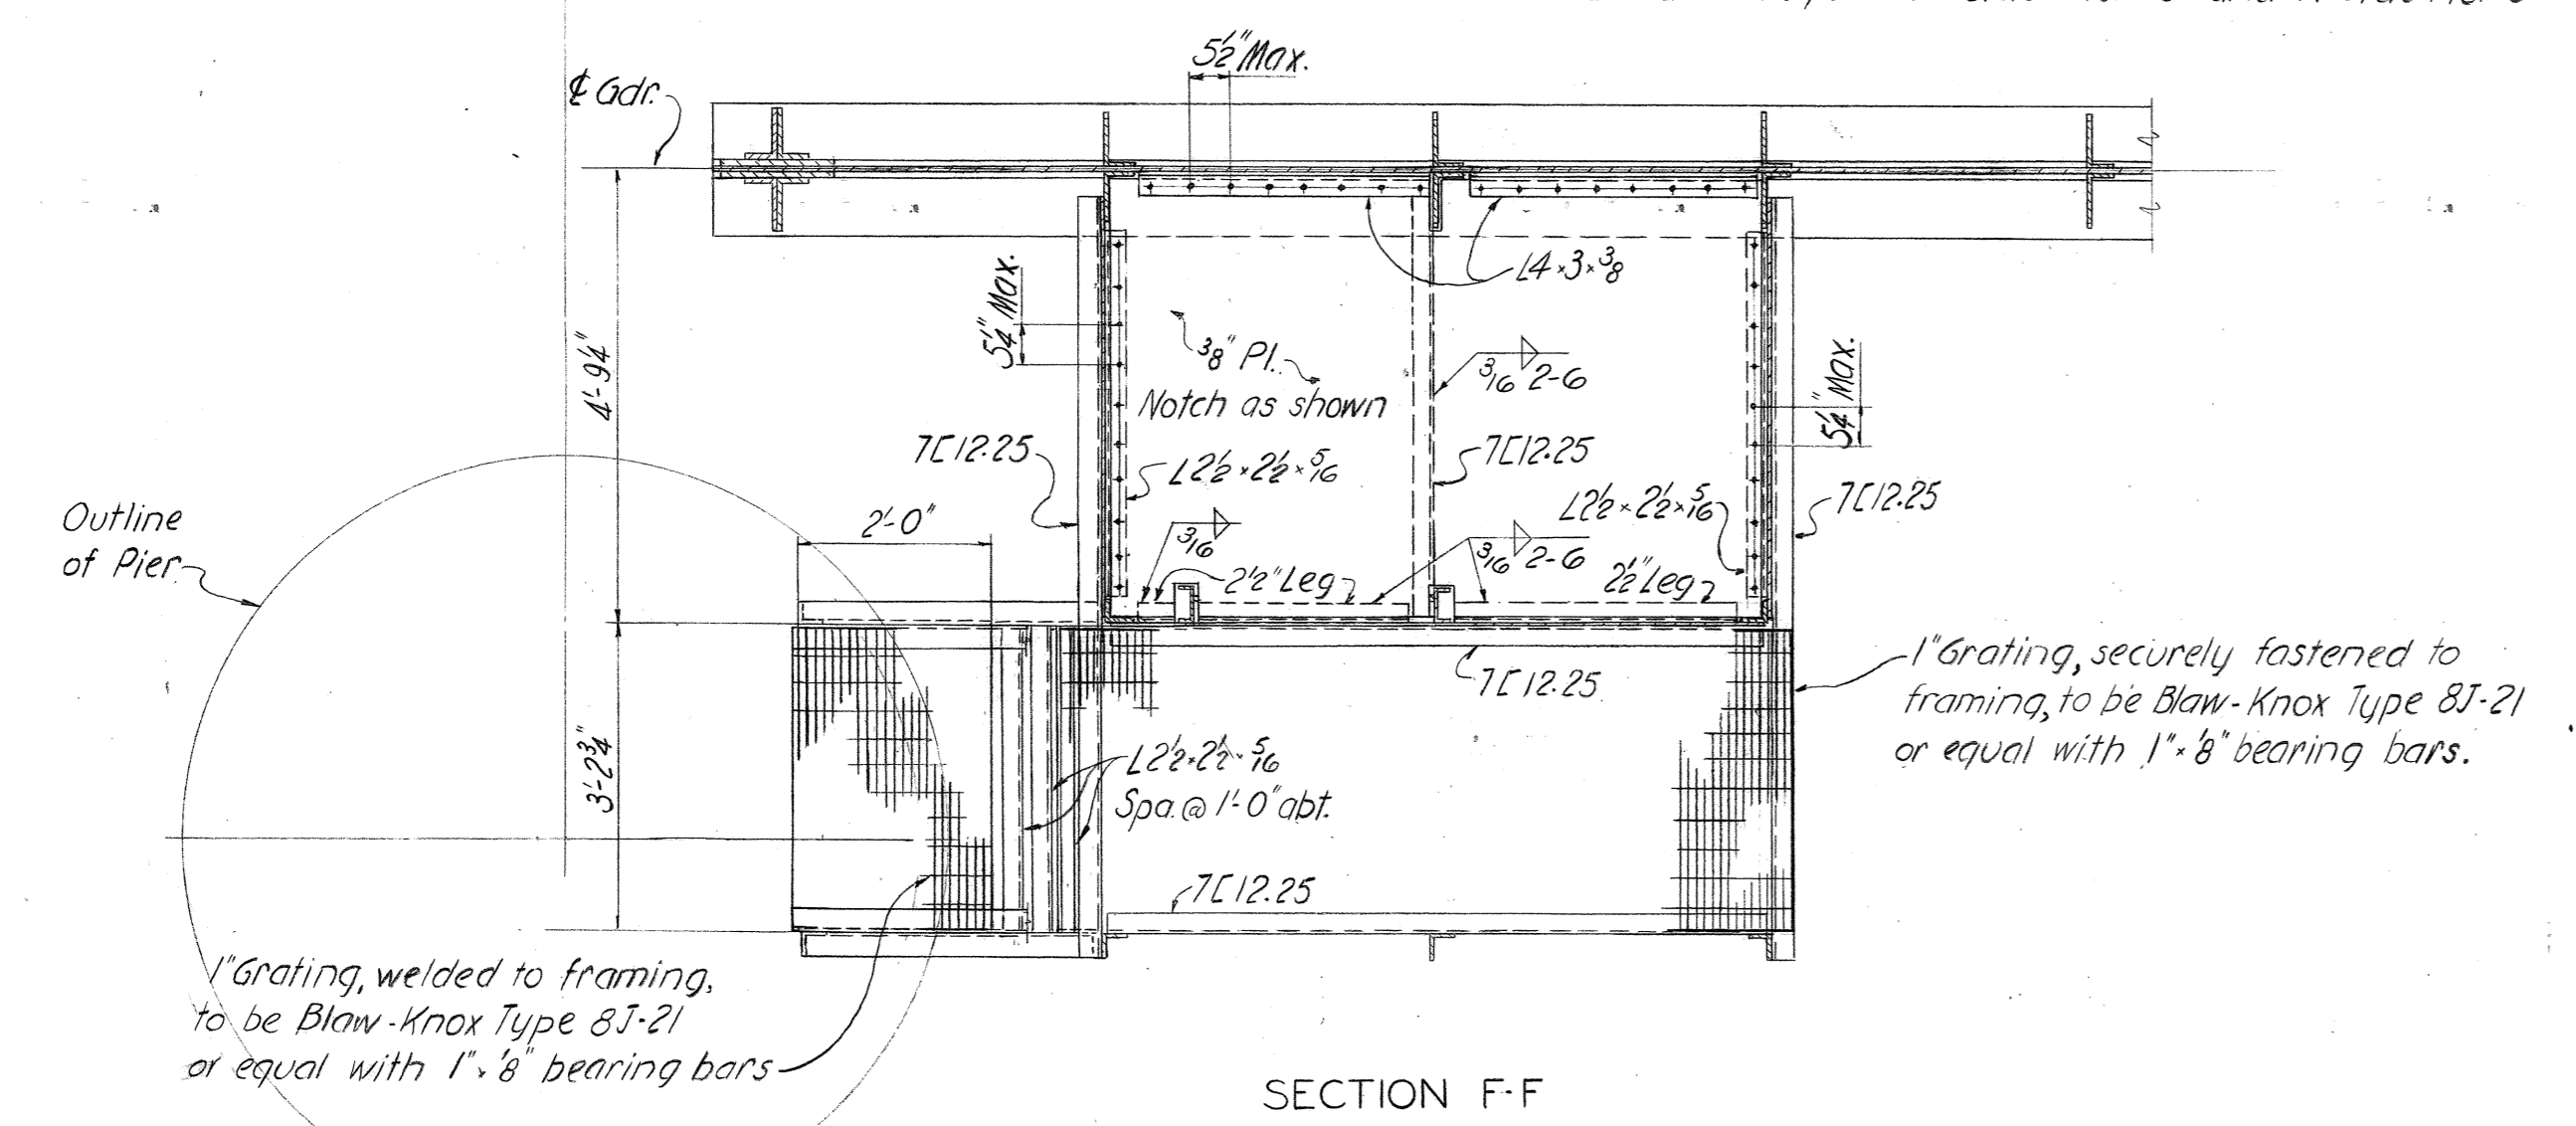 5½" Max.
℄ Gdr.
L4×3×⅜
5¼" Max.
4'-9¼"
⅜" Pl.
Notch as shown
3/16 2-6
5¼" Max.
7[12.25
L2½×2½×5/16
7[12.25
L2½×2½×5/16
7[12.25
Outline
of Pier
2'-0"
3/16
3/16 2-6
2½" Leg
2½" Leg
7[12.25
1" Grating, securely fastened to
framing, to be Blaw-Knox Type 8J-21
or equal with 1"×⅛" bearing bars.
3'-2¾"
L2½×2½×5/16
Spa. @ 1'-0" abt.
7[12.25
1" Grating, welded to framing,
to be Blaw-Knox Type 8J-21
or equal with 1"×⅛" bearing bars
SECTION F-F